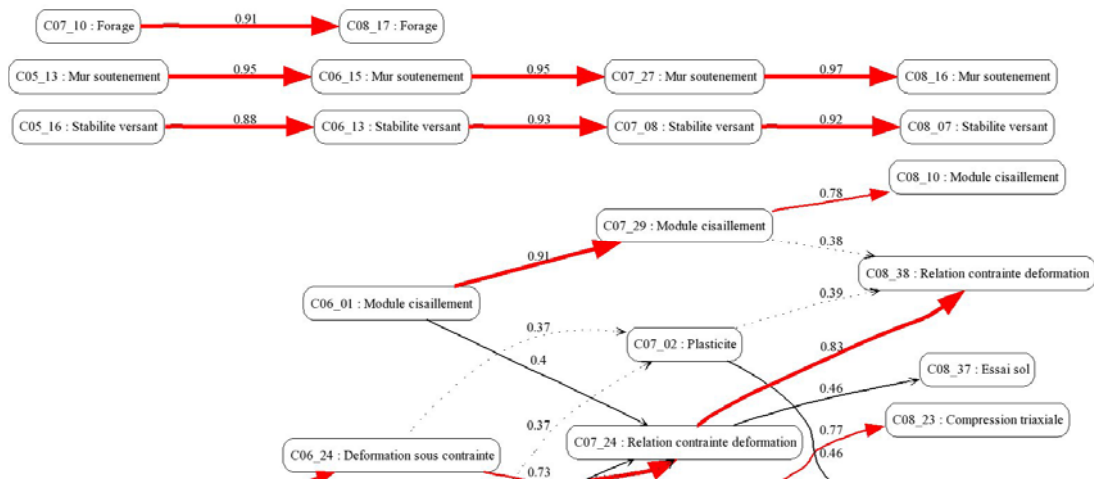 C07_10 : Forage
0.91
C08_17 : Forage
C05_13 : Mur soutenement
0.95
C06_15 : Mur soutenement
0.95
C07_27 : Mur soutenement
0.97
C08_16 : Mur soutenement
C05_16 : Stabilite versant
0.88
C06_13 : Stabilite versant
0.93
C07_08 : Stabilite versant
0.92
C08_07 : Stabilite versant
C08_10 : Module cisaillement
0.78
C07_29 : Module cisaillement
0.38
0.91
C08_38 : Relation contrainte deformation
C06_01 : Module cisaillement
0.39
0.37
C07_02 : Plasticite
0.4
0.83
C08_37 : Essai sol
0.46
C08_23 : Compression triaxiale
0.37
0.77
C07_24 : Relation contrainte deformation
0.46
C06_24 : Deformation sous contrainte
0.73